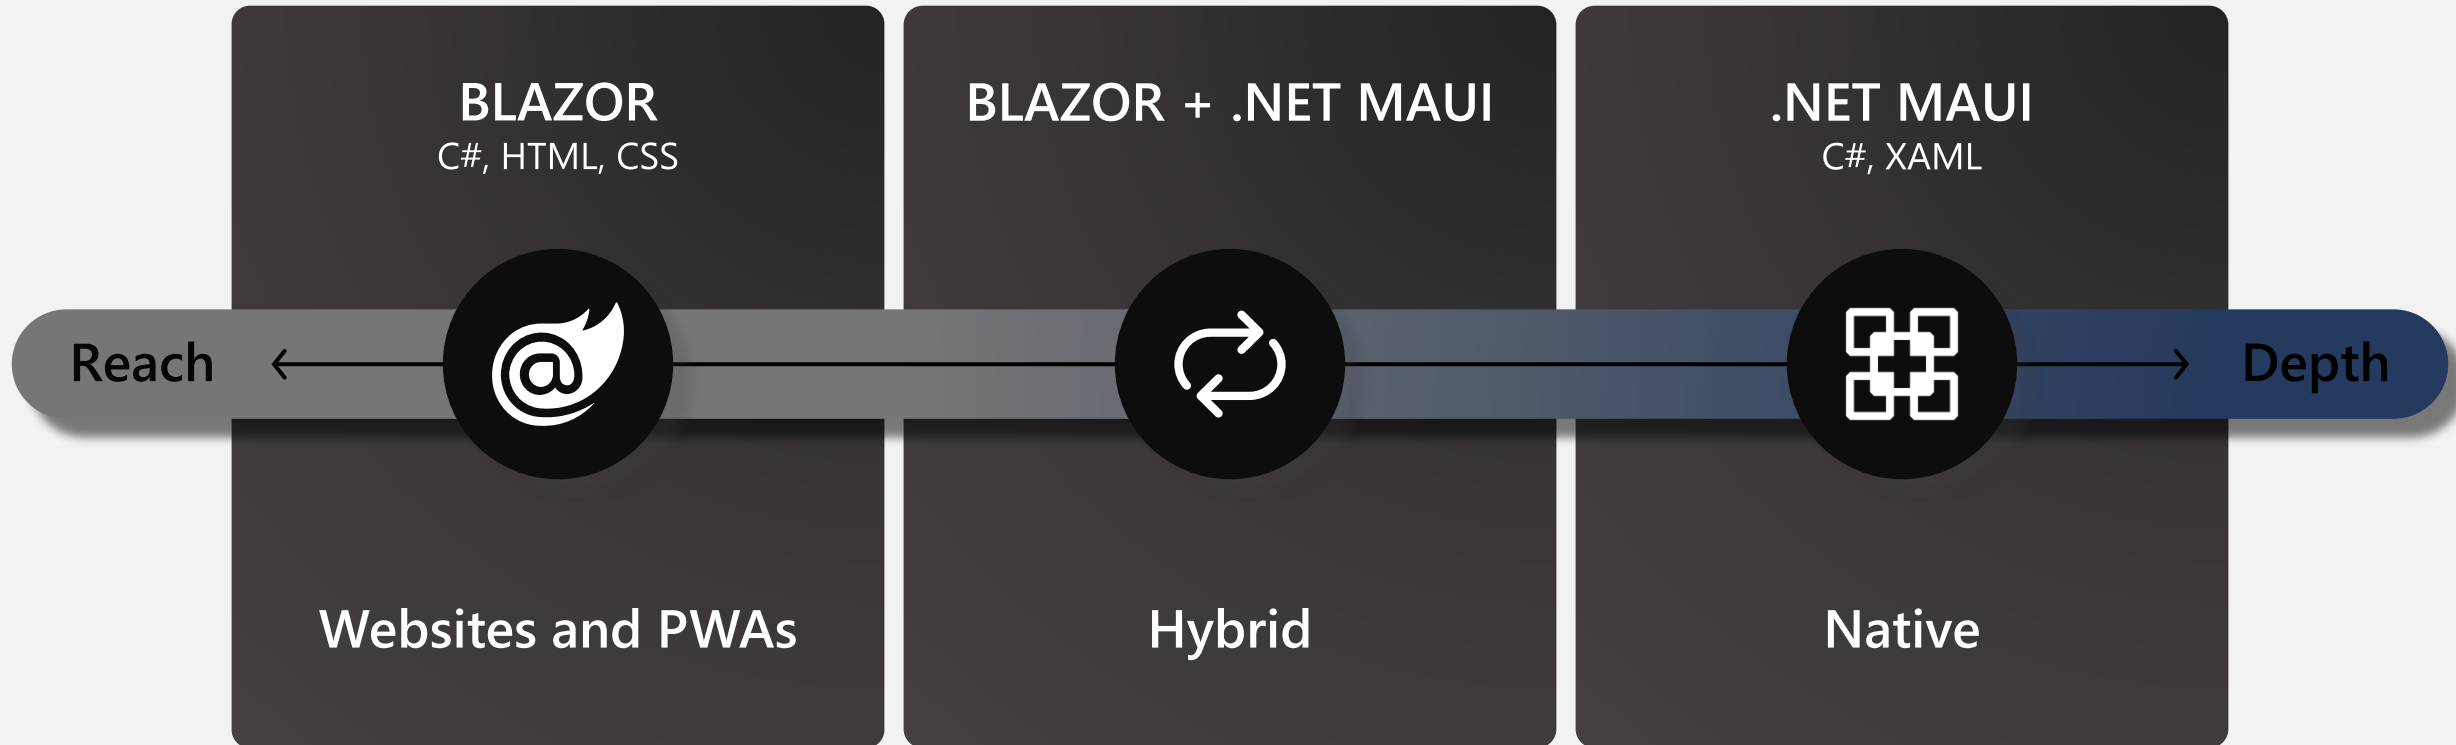 BLAZOR
C#, HTML, CSS
BLAZOR + .NET MAUI
.NET MAUI
C#, XAML
Reach
Depth
Websites and PWAs
Hybrid
Native